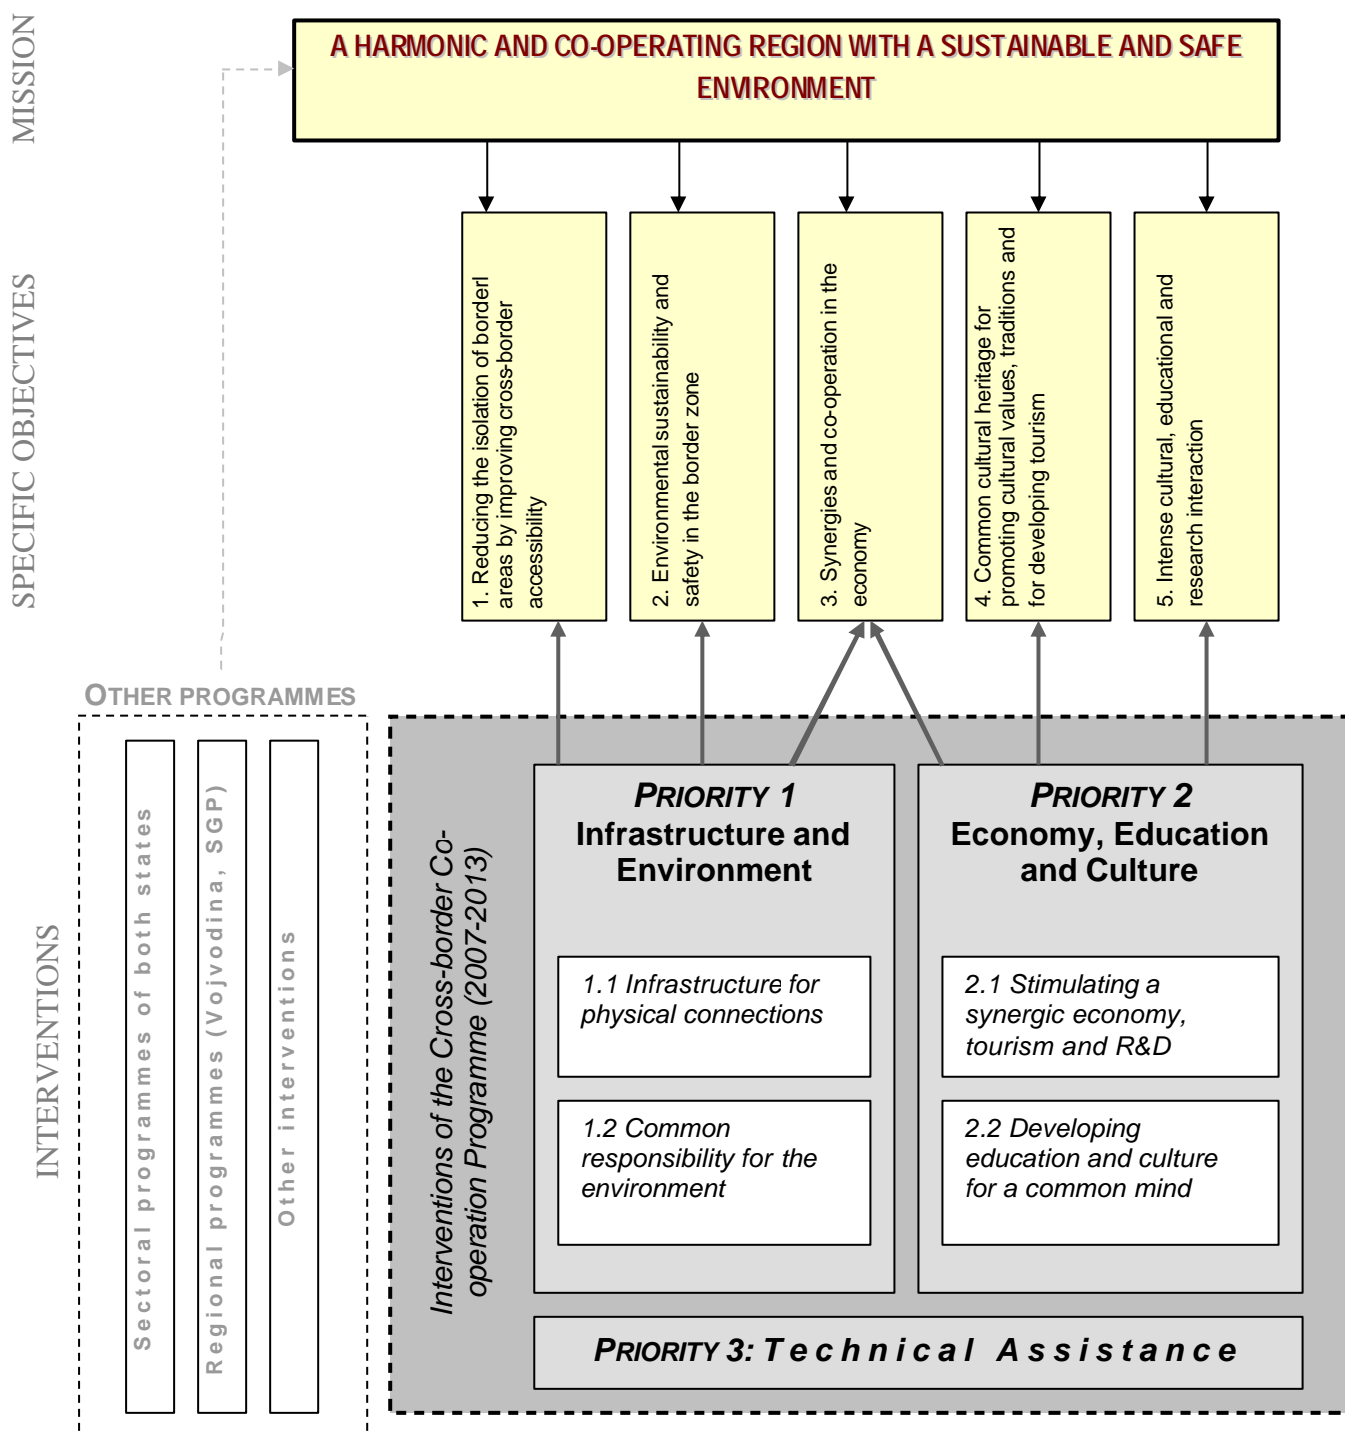 MISSION
A HARMONIC AND CO-OPERATING REGION WITH A SUSTAINABLE AND SAFE
ENVIRONMENT
SPECIFIC OBJECTIVES
1. Reducing the isolation of borderl
areas by improving cross-border
accessibility
2. Environmental sustainability and
safety in the border zone
3. Synergies and co-operation in the
economy
4. Common cultural heritage for
promoting cultural values, traditions and
for developing tourism
5. Intense cultural, educational and
research interaction
INTERVENTIONS
OTHER PROGRAMMES
Sectoral programmes of both states
Regional programmes (Vojvodina, SGP)
Other interventions
Interventions of the Cross-border Co-
operation Programme (2007-2013)
PRIORITY 1
Infrastructure and
Environment
1.1 Infrastructure for
physical connections
1.2 Common
responsibility for the
environment
PRIORITY 2
Economy, Education
and Culture
2.1 Stimulating a
synergic economy,
tourism and R&D
2.2 Developing
education and culture
for a common mind
PRIORITY 3: Technical Assistance